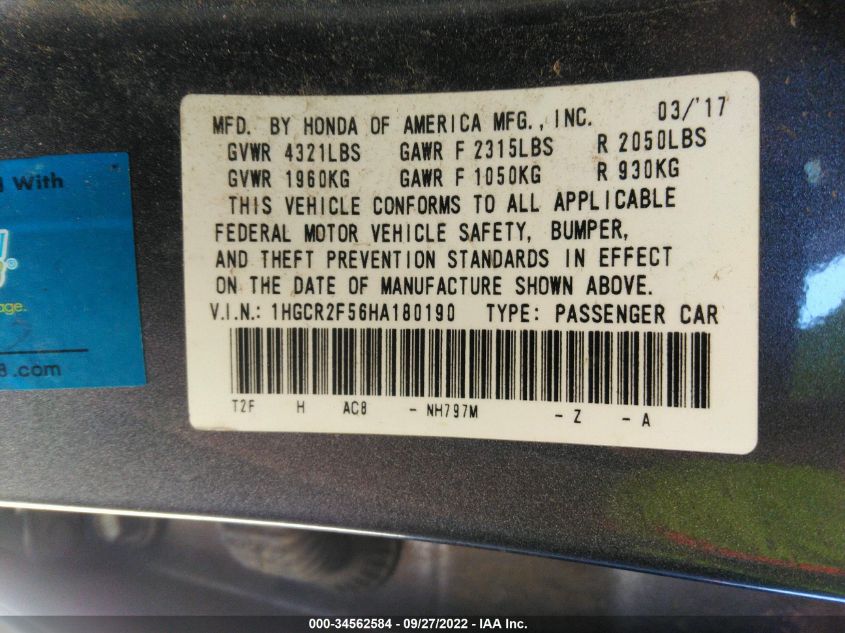 MFD. BY HONDA OF AMERICA MFG., INC. 03/'17
GVWR 4321LBS GAWR F 2315LBS R 2050LBS
GVWR 1960KG GAWR F 1050KG R 930KG
THIS VEHICLE CONFORMS TO ALL APPLICABLE
FEDERAL MOTOR VEHICLE SAFETY, BUMPER,
AND THEFT PREVENTION STANDARDS IN EFFECT
ON THE DATE OF MANUFACTURE SHOWN ABOVE.
V.I.N.: 1HGCR2F56HA180190 TYPE: PASSENGER CAR
T2F H AC8 - NH797M - Z - A
With
®
age.
8.com
000-34562584 / 09/27/2022 - IAA Inc.